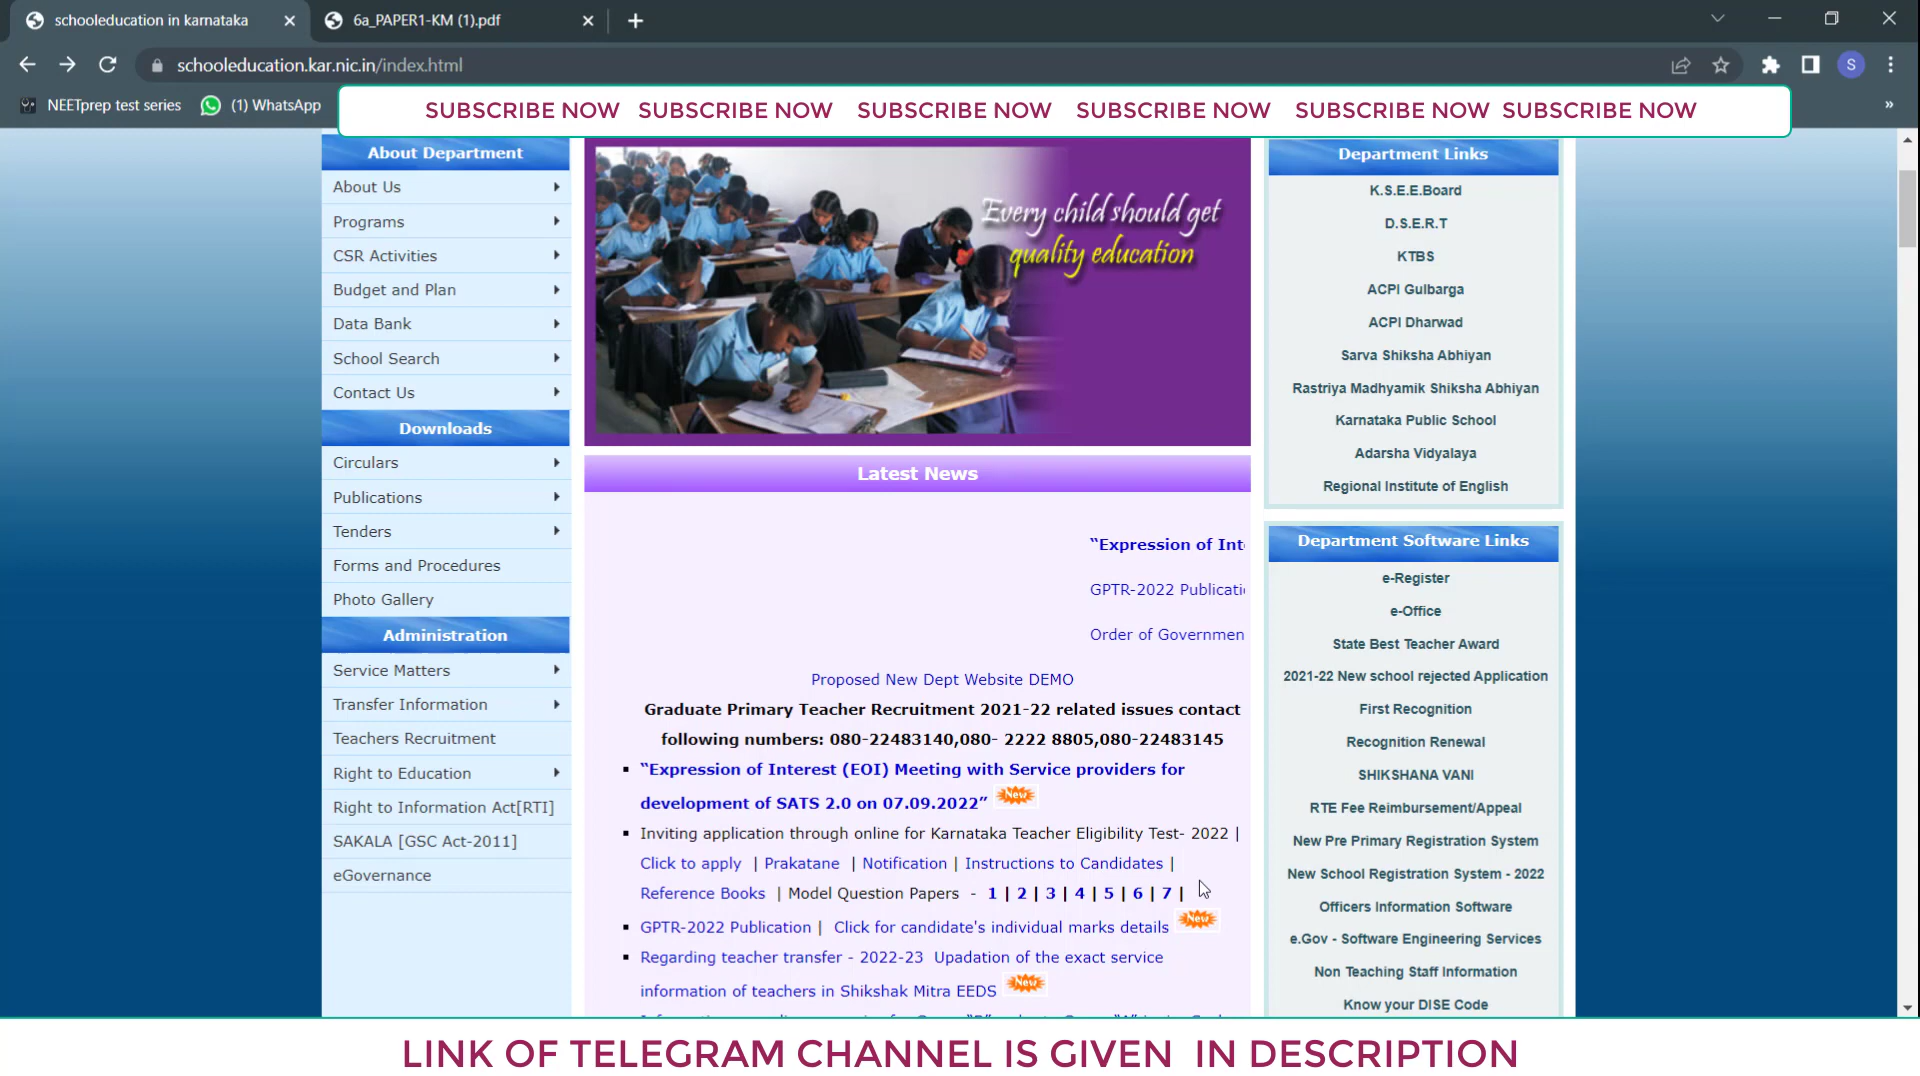 schooleducation in karnataka
6a_PAPER1-KM (1).pdf
schooleducation.kar.nic.in/index.html
S
NEETprep test series
(1) WhatsApp
SUBSCRIBE NOW SUBSCRIBE NOW SUBSCRIBE NOW SUBSCRIBE NOW SUBSCRIBE NOW SUBSCRIBE NOW
About Department
About Us
Programs
CSR Activities
Budget and Plan
Data Bank
School Search
Contact Us
Downloads
Circulars
Publications
Tenders
Forms and Procedures
Photo Gallery
Administration
Service Matters
Transfer Information
Teachers Recruitment
Right to Education
Right to Information Act[RTI]
SAKALA [GSC Act-2011]
eGovernance
Every child should get
quality education
Latest News
“Expression of Int
GPTR-2022 Publicati
Order of Governmen
Proposed New Dept Website DEMO
Graduate Primary Teacher Recruitment 2021-22 related issues contact
following numbers: 080-22483140,080- 2222 8805,080-22483145
“Expression of Interest (EOI) Meeting with Service providers for
development of SATS 2.0 on 07.09.2022” New
Inviting application through online for Karnataka Teacher Eligibility Test- 2022 |
Click to apply | Prakatane | Notification | Instructions to Candidates |
Reference Books | Model Question Papers - 1 | 2 | 3 | 4 | 5 | 6 | 7 |
GPTR-2022 Publication | Click for candidate's individual marks details New
Regarding teacher transfer - 2022-23 Upadation of the exact service
information of teachers in Shikshak Mitra EEDS New
Department Links
K.S.E.E.Board
D.S.E.R.T
KTBS
ACPI Gulbarga
ACPI Dharwad
Sarva Shiksha Abhiyan
Rastriya Madhyamik Shiksha Abhiyan
Karnataka Public School
Adarsha Vidyalaya
Regional Institute of English
Department Software Links
e-Register
e-Office
State Best Teacher Award
2021-22 New school rejected Application
First Recognition
Recognition Renewal
SHIKSHANA VANI
RTE Fee Reimbursement/Appeal
New Pre Primary Registration System
New School Registration System - 2022
Officers Information Software
e.Gov - Software Engineering Services
Non Teaching Staff Information
Know your DISE Code
LINK OF TELEGRAM CHANNEL IS GIVEN IN DESCRIPTION